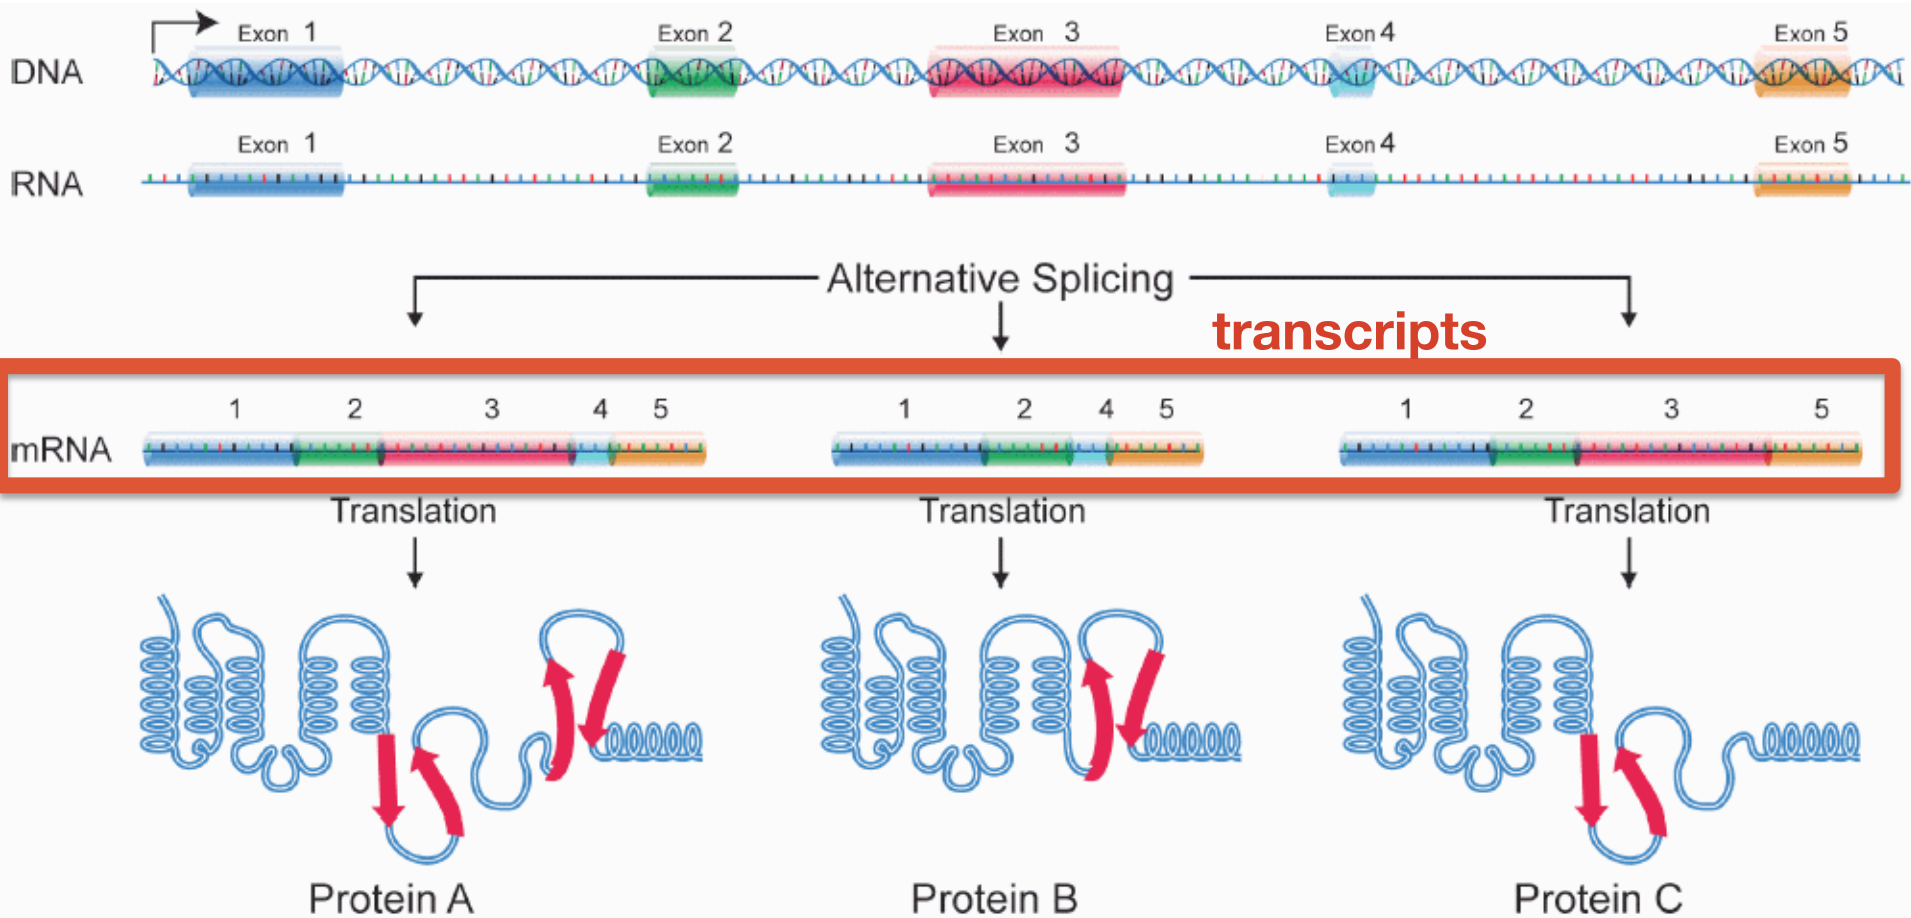 Exon 1 Exon 2 Exon 3 Exon 4 Exon 5
DNA
Exon 1 Exon 2 Exon 3 Exon 4 Exon 5
RNA
Alternative Splicing
transcripts
1 2 3 4 5 1 2 4 5 1 2 3 5
mRNA
Translation Translation Translation
Protein A Protein B Protein C